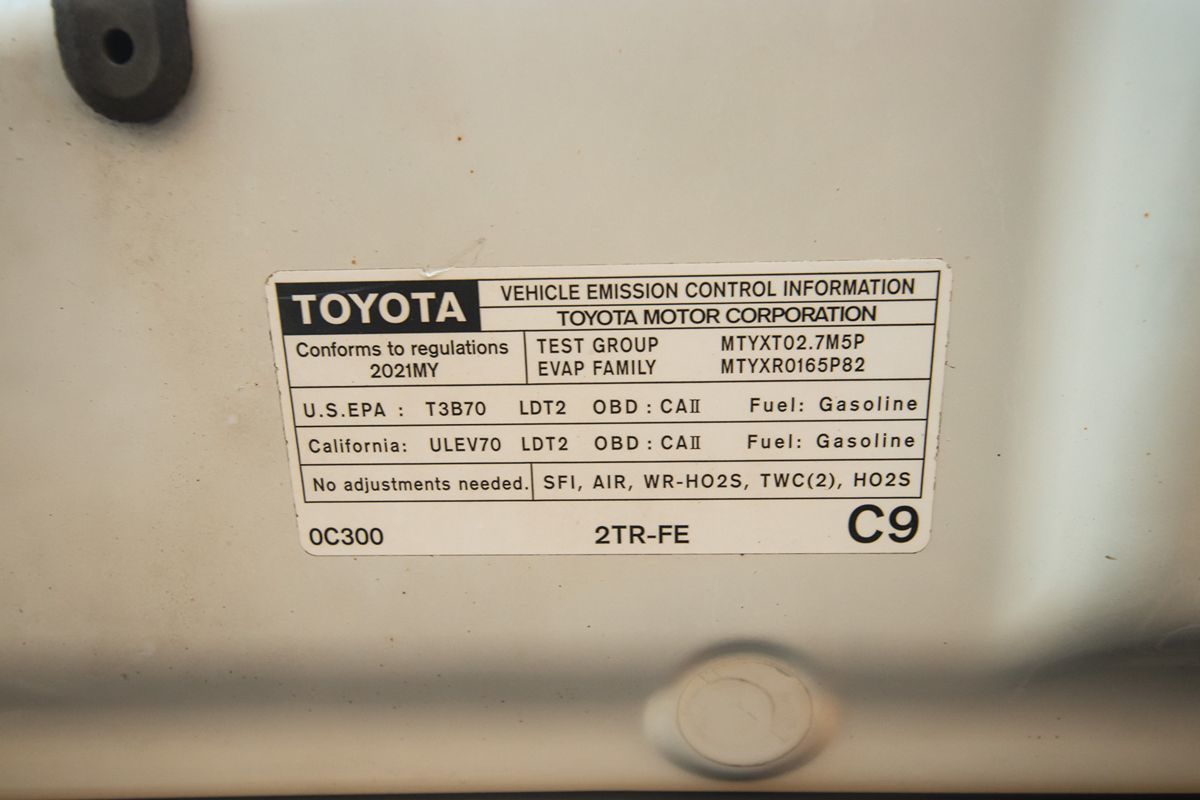 TOYOTA
VEHICLE EMISSION CONTROL INFORMATION
TOYOTA MOTOR CORPORATION
Conforms to regulations
2021MY
TEST GROUP MTYXT02.7M5P
EVAP FAMILY MTYXR0165P82
U.S.EPA : T3B70 LDT2 OBD : CAⅡ Fuel: Gasoline
California: ULEV70 LDT2 OBD : CAⅡ Fuel: Gasoline
No adjustments needed. SFI, AIR, WR-HO2S, TWC(2), HO2S
0C300 2TR-FE C9